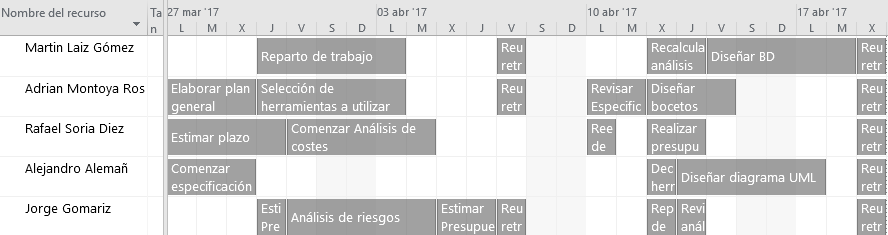 Nombre del recurso Ta
n
27 mar '17 03 abr '17 10 abr '17 17 abr '17
L M X J V S D L M X J V S D L M X J V S D L M X
Martin Laiz Gómez
Reparto de trabajo
Reu
retr
Recalcula
análisis
Diseñar BD
Reu
retr
Adrian Montoya Ros
Elaborar plan
general
Selección de
herramientas a utilizar
Reu
retr
Revisar
Especific
Diseñar
bocetos
Reu
retr
Rafael Soria Diez
Estimar plazo
Comenzar Análisis de
costes
Ree
de
Realizar
presupu
Reu
retr
Alejandro Alemañ
Comenzar
especificación
Dec
herr
Diseñar diagrama UML
Reu
retr
Jorge Gomariz
Esti
Pre
Análisis de riesgos
Estimar
Presupue
Reu
retr
Rep
de
Revi
anál
Reu
retr